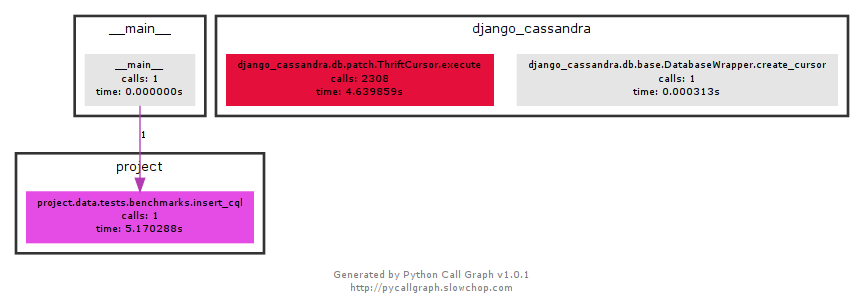 __main__
__main__
calls: 1
time: 0.000000s
django_cassandra
django_cassandra.db.patch.ThriftCursor.execute
calls: 2308
time: 4.639859s
django_cassandra.db.base.DatabaseWrapper.create_cursor
calls: 1
time: 0.000313s
1
project
project.data.tests.benchmarks.insert_cql
calls: 1
time: 5.170288s
Generated by Python Call Graph v1.0.1
http://pycallgraph.slowchop.com